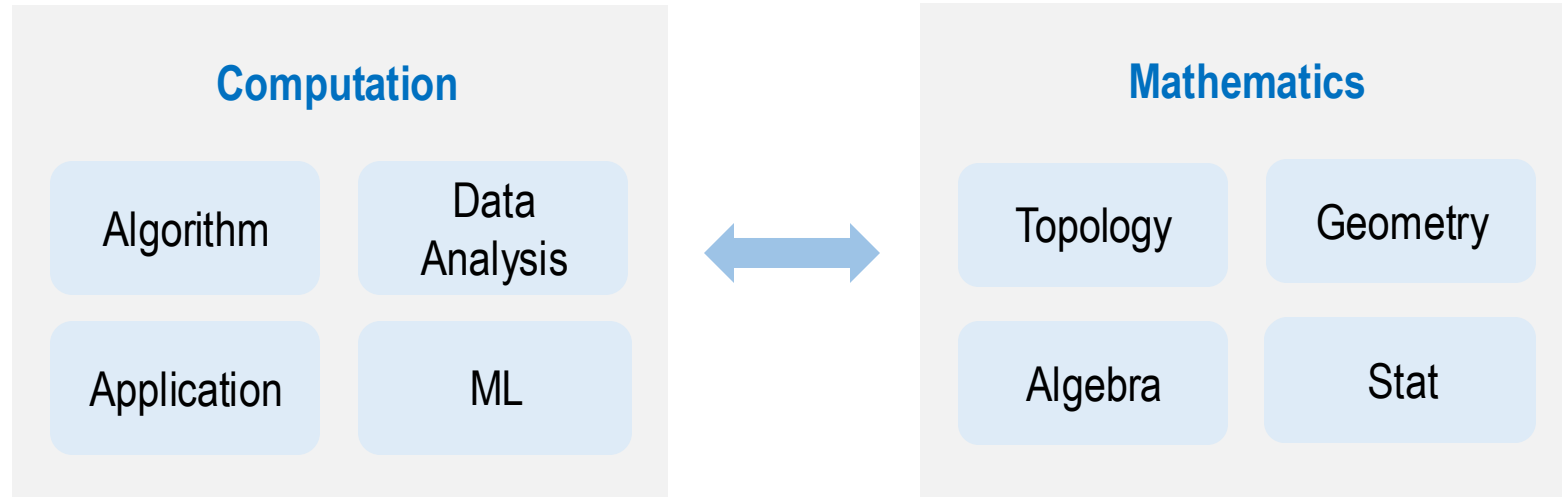 Computation
Algorithm
Data
Analysis
Application
ML
Mathematics
Topology
Geometry
Algebra
Stat